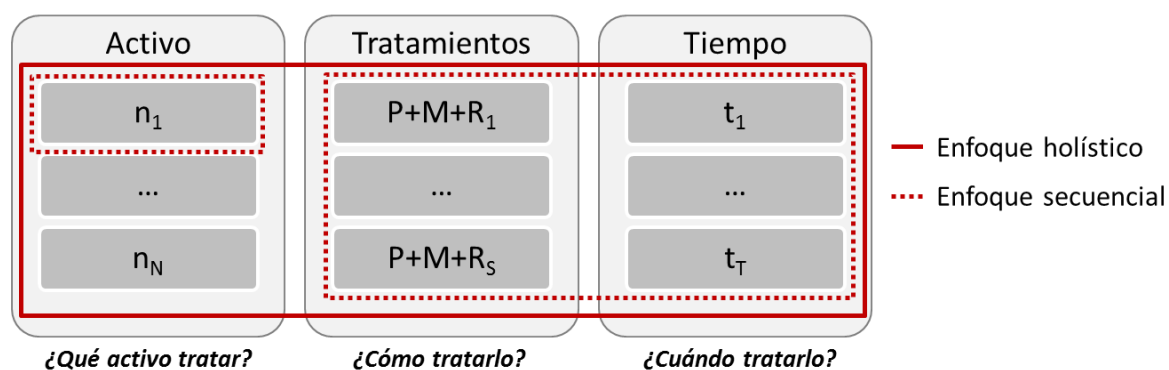 Activo
Tratamientos
Tiempo
n1
P+M+R1
t1
...
...
...
nN
P+M+RS
tT
Enfoque holístico
Enfoque secuencial
¿Qué activo tratar?
¿Cómo tratarlo?
¿Cuándo tratarlo?